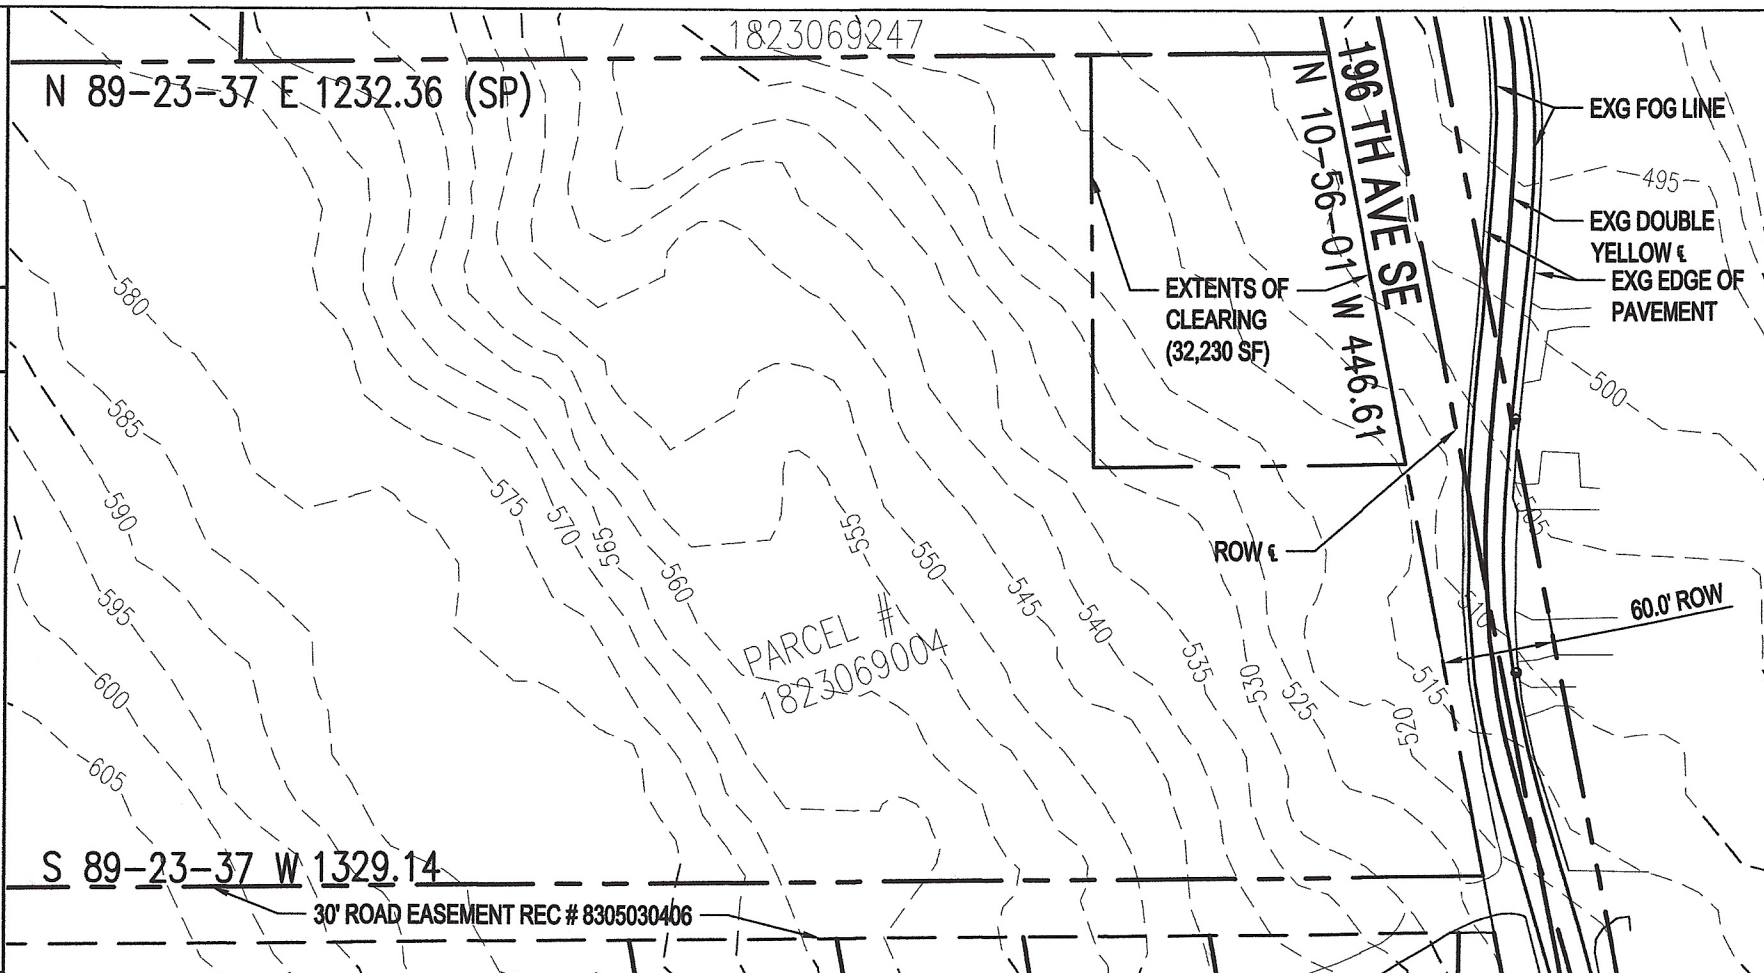 1823069247
N 89-23-37 E 1232.36 (SP)
196 TH AVE SE
N 10-56-01 W 446.61
EXG FOG LINE
495
EXG DOUBLE
YELLOW ℄
EXG EDGE OF
PAVEMENT
EXTENTS OF
CLEARING
(32,230 SF)
580
585
590
595
600
605
575
570
565
560
555
550
545
540
535
530
525
520
515
510
505
500
ROW ℄
60.0' ROW
PARCEL #
1823069004
S 89-23-37 W 1329.14
30' ROAD EASEMENT REC # 8305030406